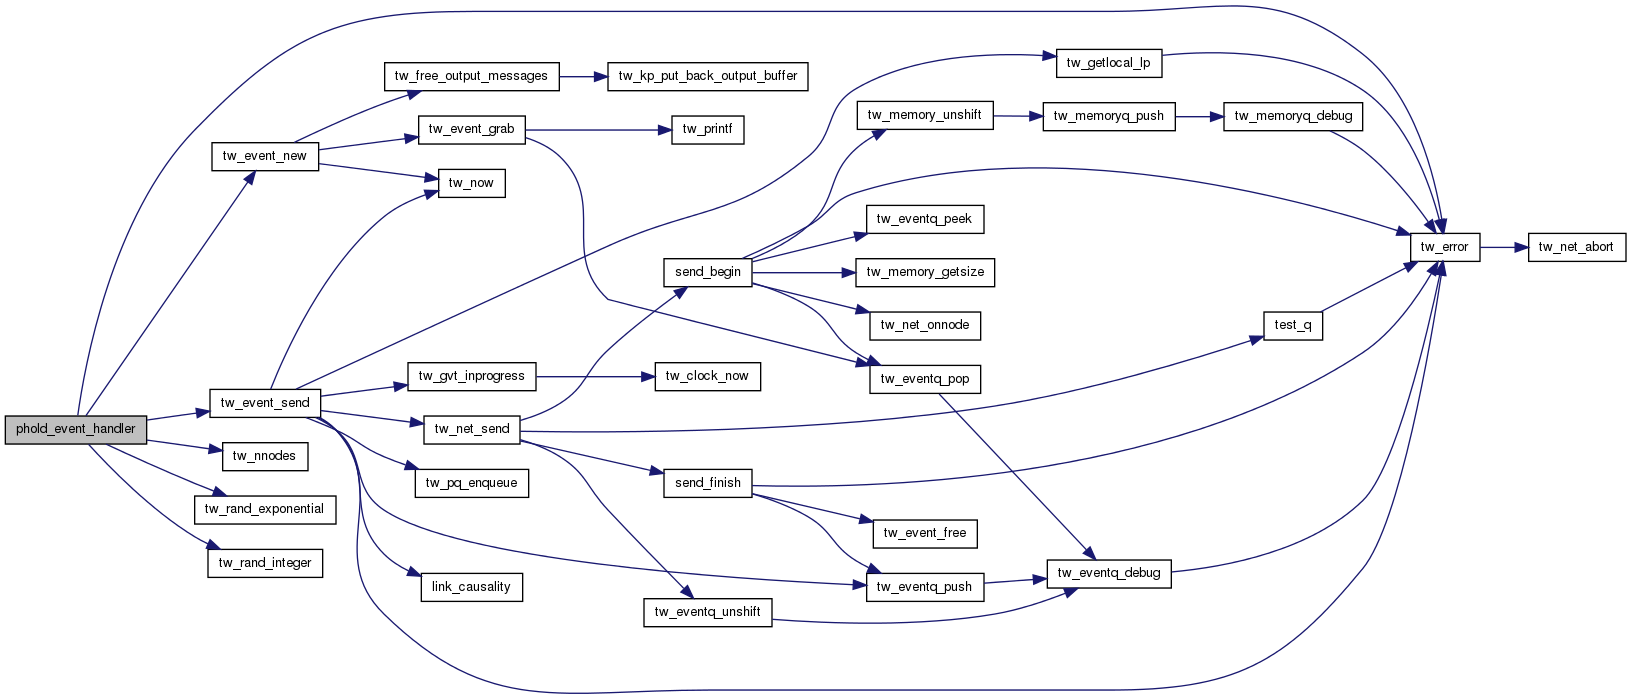 phold_event_handler
tw_event_new
tw_event_send
tw_nnodes
tw_rand_exponential
tw_rand_integer
tw_free_output_messages
tw_event_grab
tw_now
tw_gvt_inprogress
tw_net_send
tw_pq_enqueue
link_causality
tw_kp_put_back_output_buffer
tw_printf
send_begin
tw_clock_now
send_finish
tw_eventq_unshift
tw_memory_unshift
tw_eventq_peek
tw_memory_getsize
tw_net_onnode
tw_eventq_pop
tw_event_free
tw_eventq_push
tw_getlocal_lp
tw_memoryq_push
tw_eventq_debug
tw_memoryq_debug
test_q
tw_error
tw_net_abort